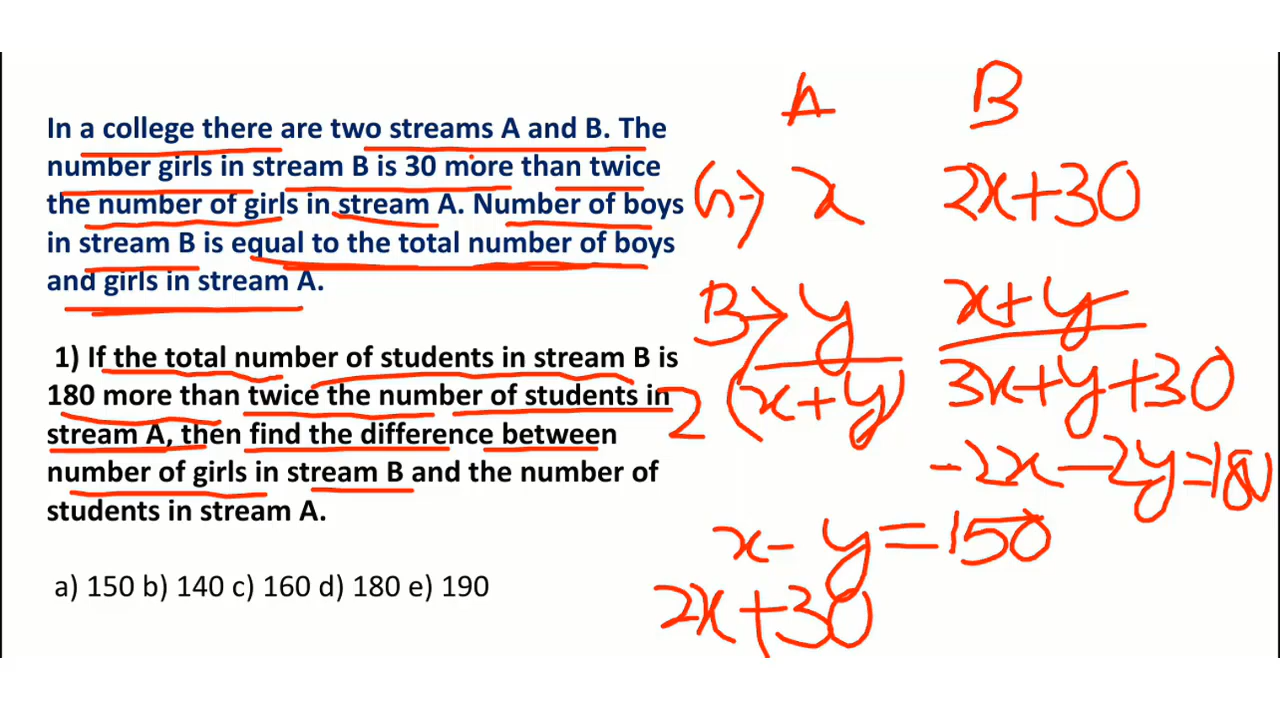 In a college there are two streams A and B. The
number girls in stream B is 30 more than twice
the number of girls in stream A. Number of boys
in stream B is equal to the total number of boys
and girls in stream A.
1) If the total number of students in stream B is
180 more than twice the number of students in
stream A, then find the difference between
number of girls in stream B and the number of
students in stream A.
a) 150 b) 140 c) 160 d) 180 e) 190
A B
x 2x+30
B → y x+y
2(x+y) 3x+y+30
-2x-2y=180
x-y=150
2x+30